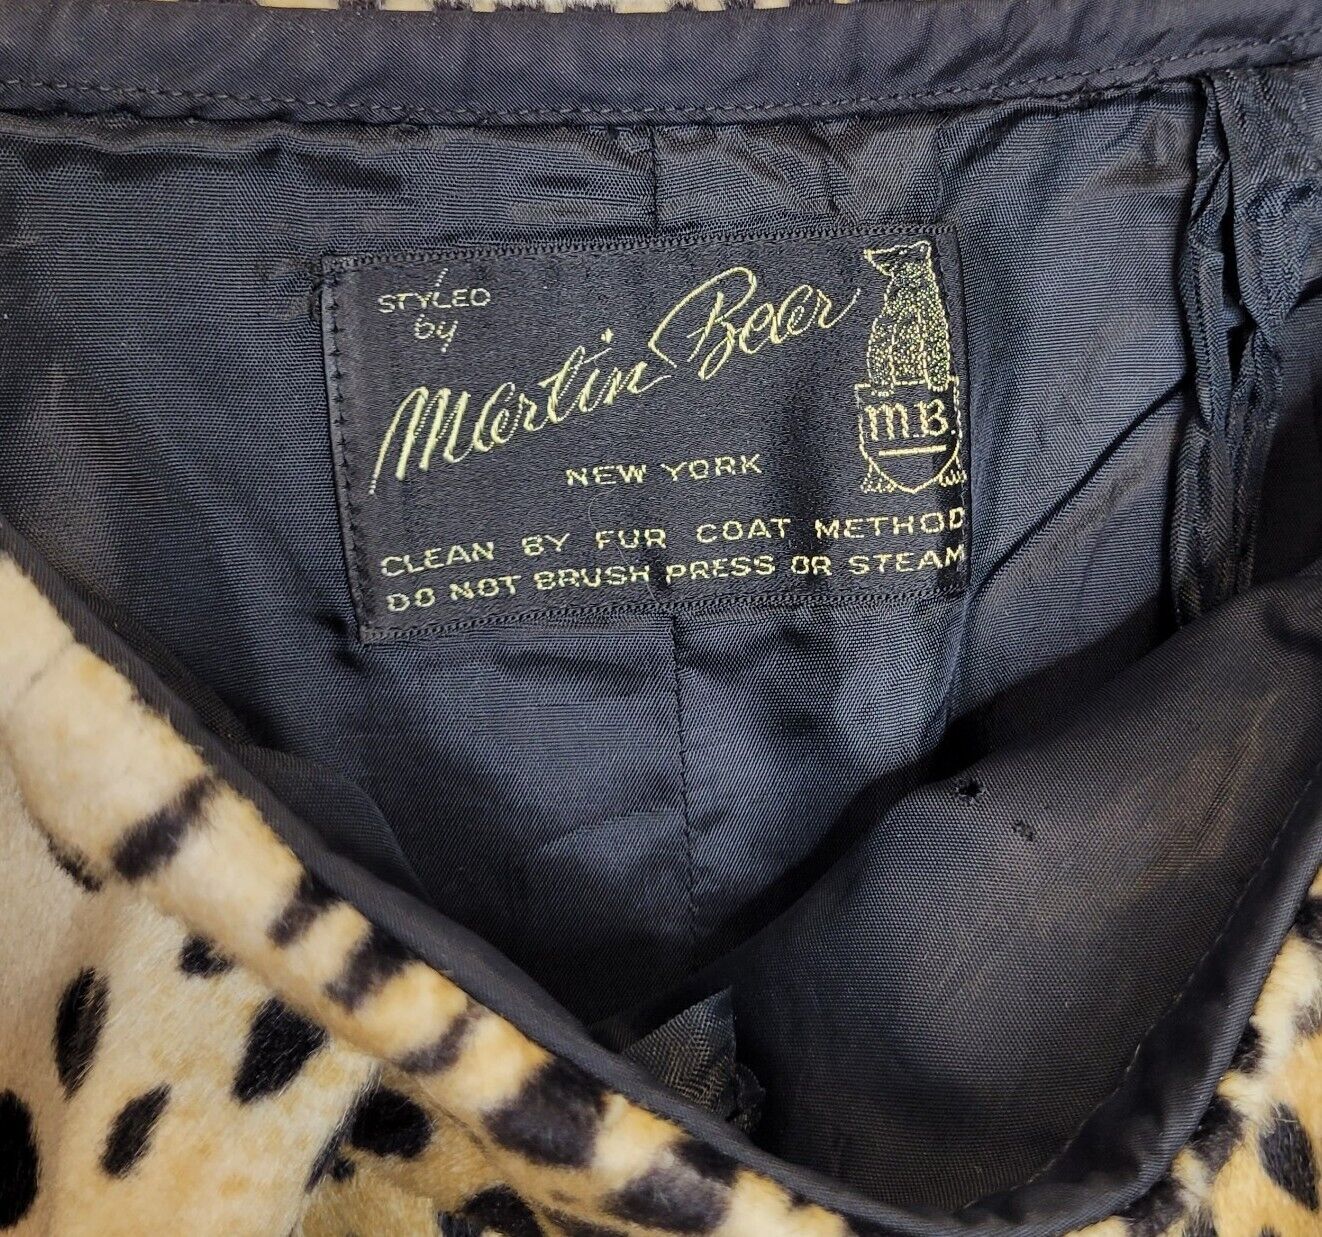 STYLED
by
Martin Beer
M.B.
NEW YORK
CLEAN BY FUR COAT METHOD
DO NOT BRUSH PRESS OR STEAM